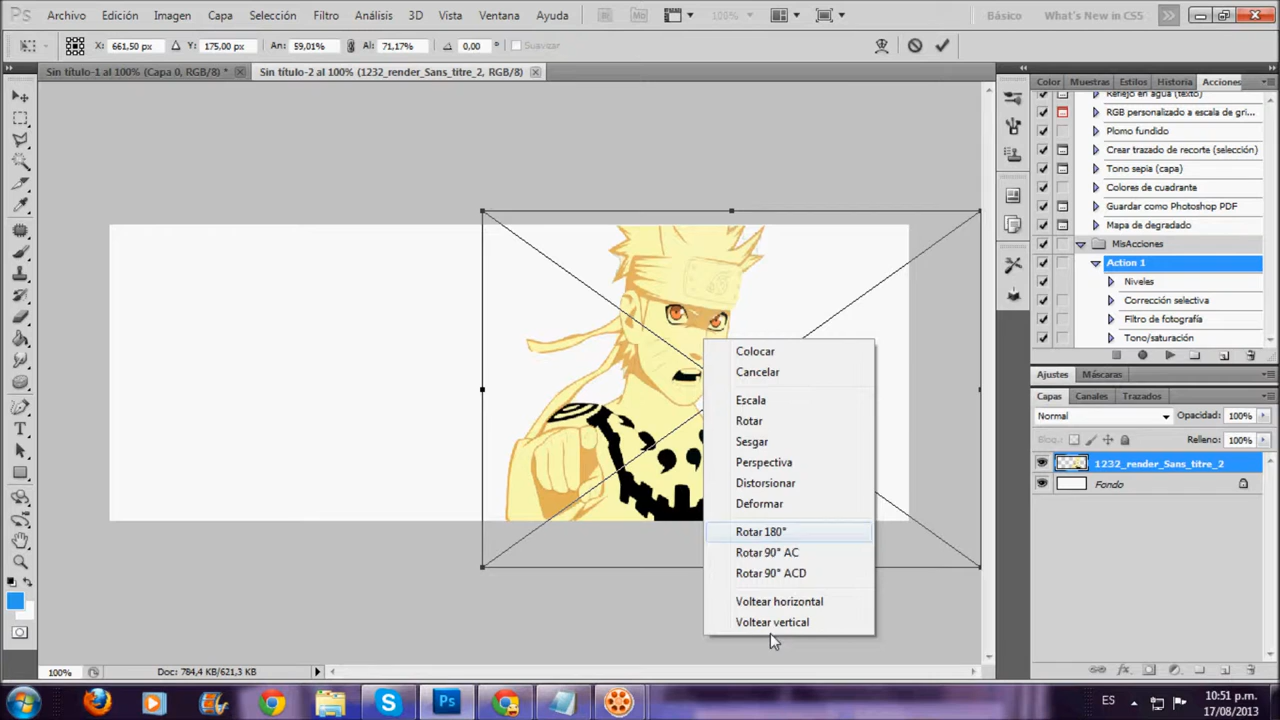 Ps Archivo Edición Imagen Capa Selección Filtro Análisis 3D Vista Ventana Ayuda Br Mb 100% Básico What's New in CS5 >>
X: 661,50 px Y: 175,00 px An: 59,01% Al: 71,17% 0,00 ° Suavizar
Sin título-1 al 100% (Capa 0, RGB/8) * Sin título-2 al 100% (1232_render_Sans_titre_2, RGB/8)
Color Muestras Estilos Historia Acciones
Reflejo en agua (texto)
RGB personalizado a escala de gri...
Plomo fundido
Crear trazado de recorte (selección)
Tono sepia (capa)
Colores de cuadrante
Guardar como Photoshop PDF
Mapa de degradado
MisAcciones
Action 1
Niveles
Corrección selectiva
Filtro de fotografía
Tono/saturación
Colocar
Cancelar
Escala
Rotar
Sesgar
Perspectiva
Distorsionar
Deformar
Rotar 180°
Rotar 90° AC
Rotar 90° ACD
Voltear horizontal
Voltear vertical
Ajustes Máscaras
Capas Canales Trazados
Normal Opacidad: 100%
Bloq.: Relleno: 100%
1232_render_Sans_titre_2
Fondo
100% Doc: 784,4 KB/621,3 KB
ES 10:51 p.m.
17/08/2013